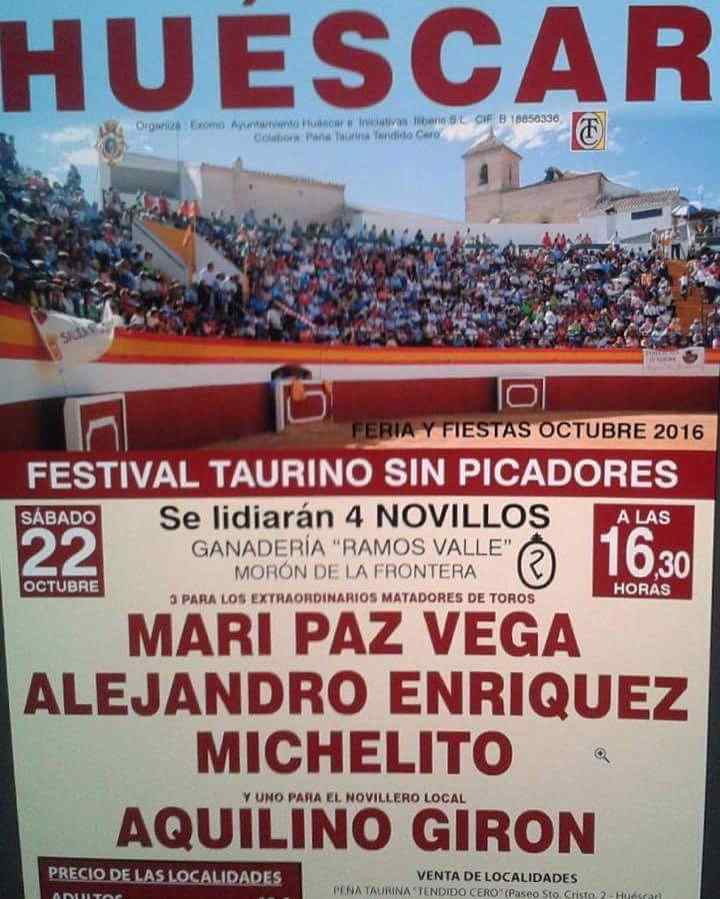 HUÉSCAR
Organiza: Excmo. Ayuntamiento Huéscar e Iniciativas Iliberis S.L. CIF. B 18856336
Colabora: Peña Taurina Tendido Cero
FERIA Y FIESTAS OCTUBRE 2016
FESTIVAL TAURINO SIN PICADORES
SÁBADO
22
OCTUBRE
Se lidiarán 4 NOVILLOS
GANADERÍA "RAMOS VALLE"
MORÓN DE LA FRONTERA
A LAS
16,30
HORAS
3 PARA LOS EXTRAORDINARIOS MATADORES DE TOROS
MARI PAZ VEGA
ALEJANDRO ENRIQUEZ
MICHELITO
Y UNO PARA EL NOVILLERO LOCAL
AQUILINO GIRON
PRECIO DE LAS LOCALIDADES
ADULTOS
VENTA DE LOCALIDADES
PEÑA TAURINA "TENDIDO CERO" (Paseo Sto. Cristo, 2 - Huéscar)